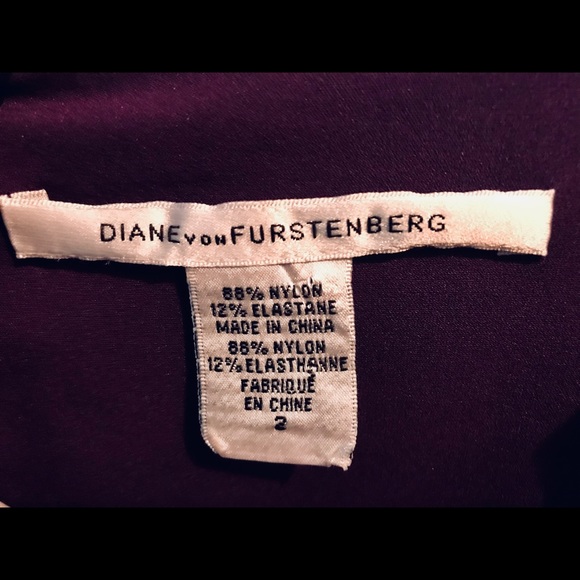 DIANE VON FURSTENBERG
88% NYLON
12% ELASTANE
MADE IN CHINA
88% NYLON
12% ELASTHANNE
FABRIQUÉ
EN CHINE
2